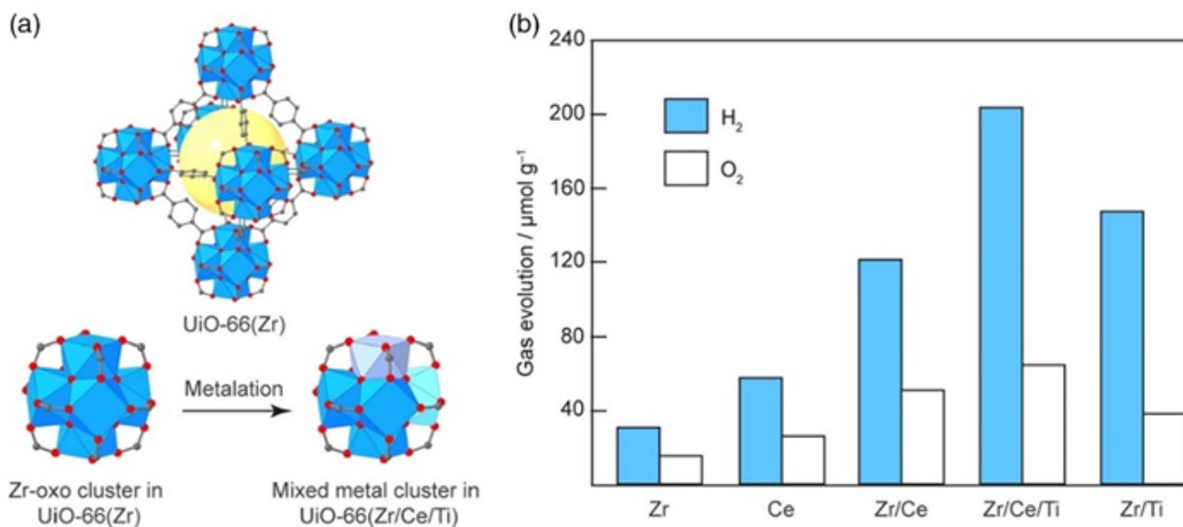 (a)
UiO-66(Zr)
Metalation
Zr-oxo cluster in
UiO-66(Zr)
Mixed metal cluster in
UiO-66(Zr/Ce/Ti)
(b)
Gas evolution / µmol g⁻¹
240
200
160
120
80
40
H₂
O₂
Zr
Ce
Zr/Ce
Zr/Ce/Ti
Zr/Ti